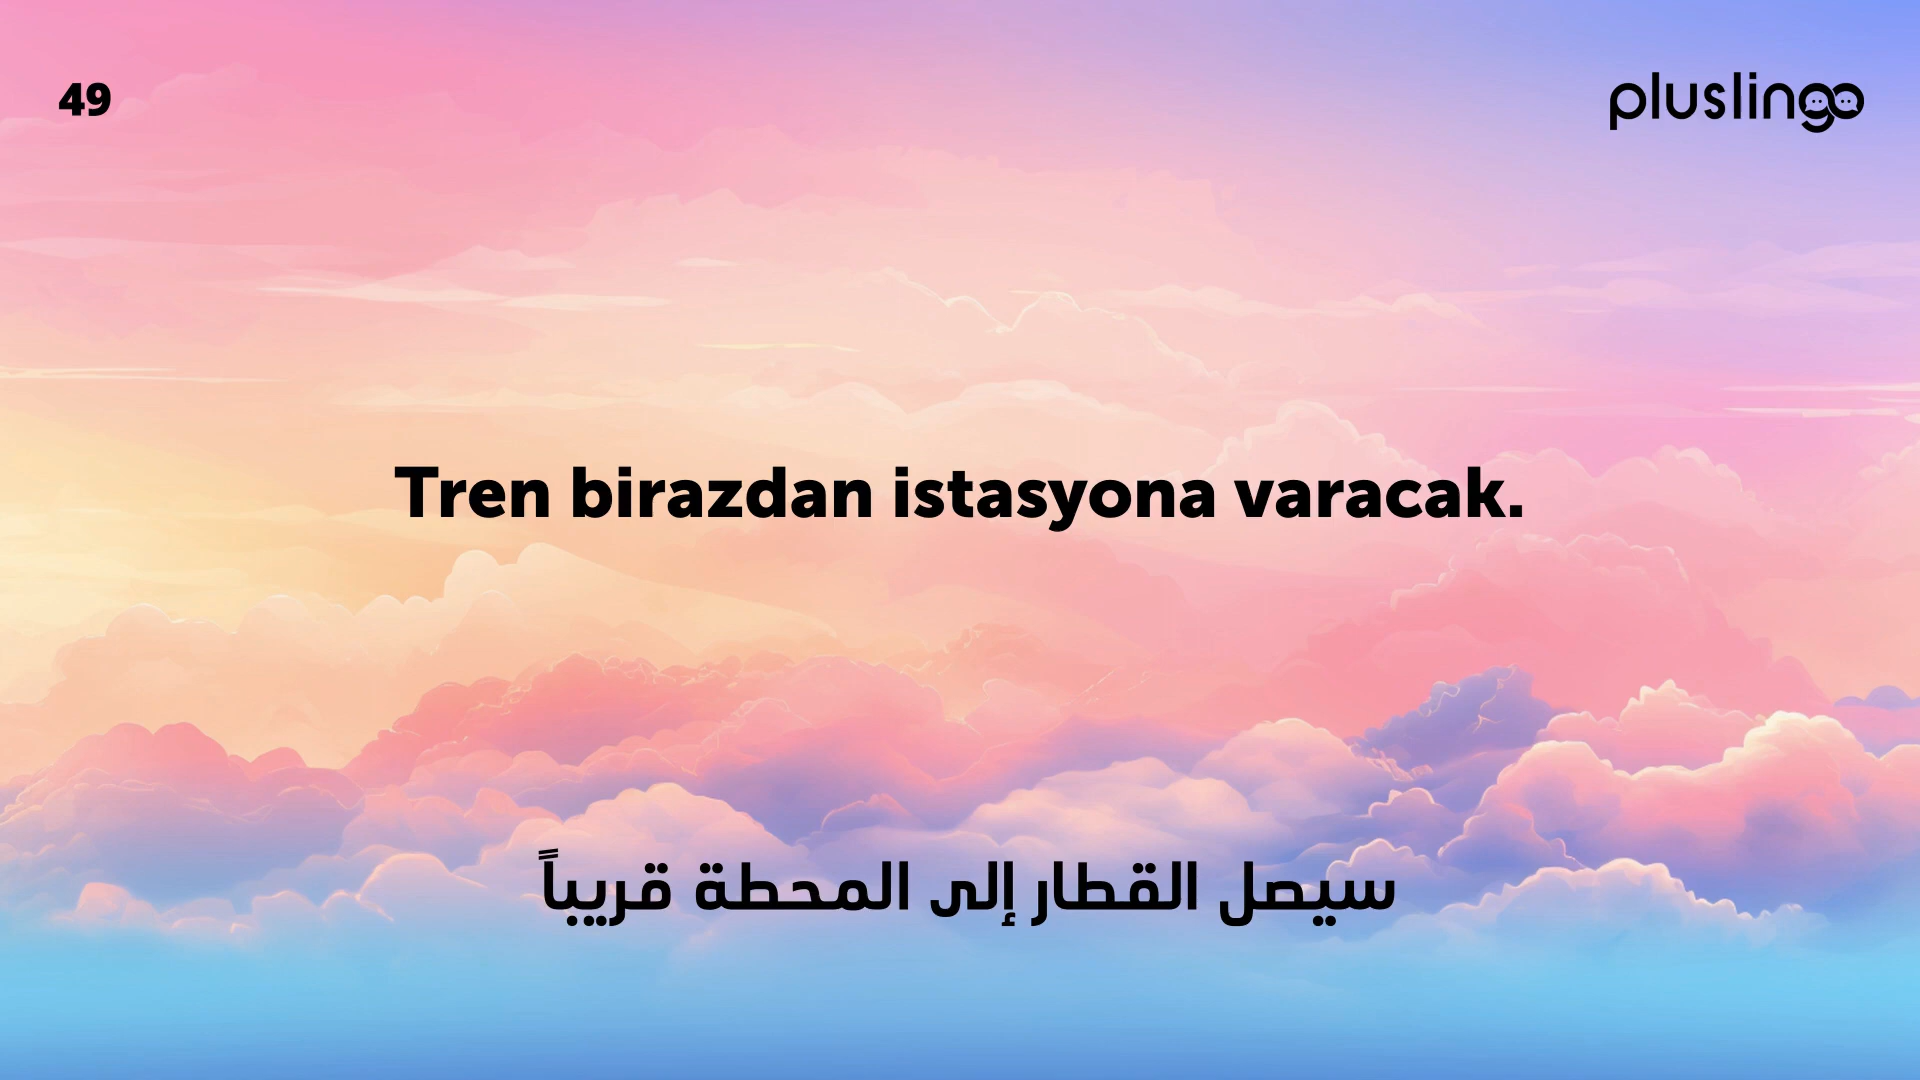 49
pluslingo
Tren birazdan istasyona varacak.
سيصل القطار إلى المحطة قريباً